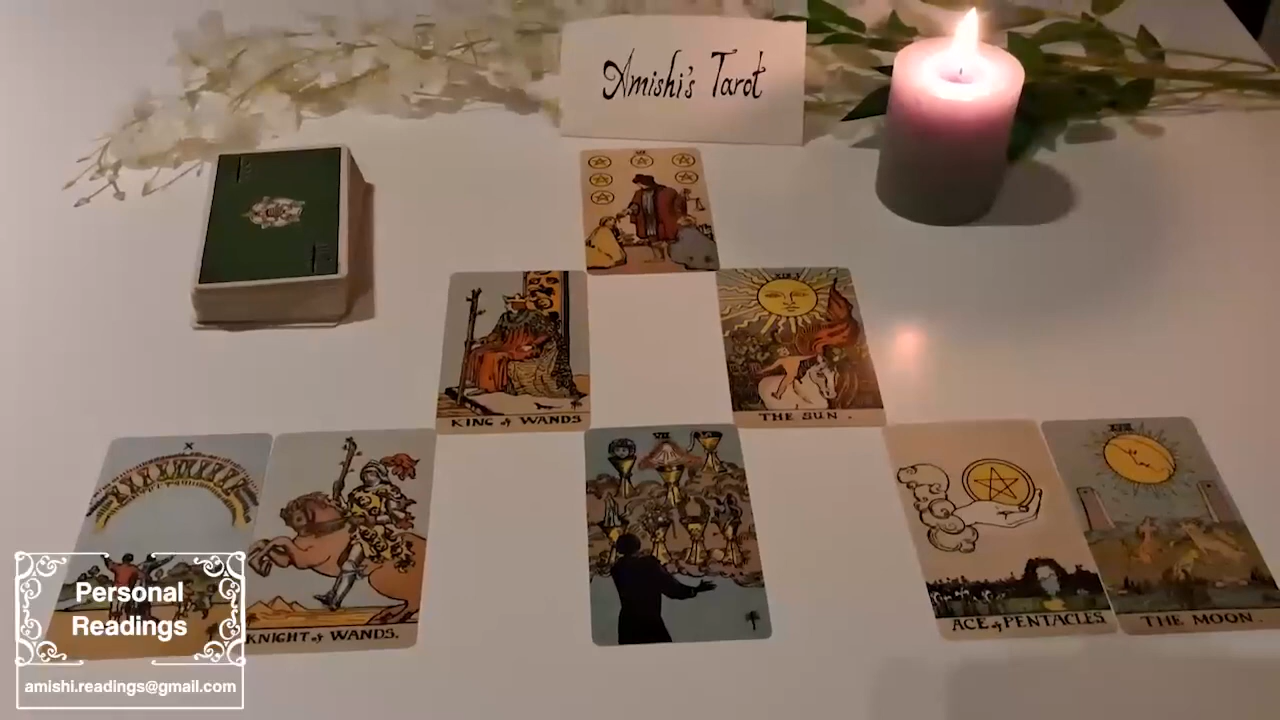 Amishi's Tarot
KING of WANDS
THE SUN .
X
VII
KNIGHT of WANDS.
ACE of PENTACLES.
THE MOON .
Personal
Readings
amishi.readings@gmail.com